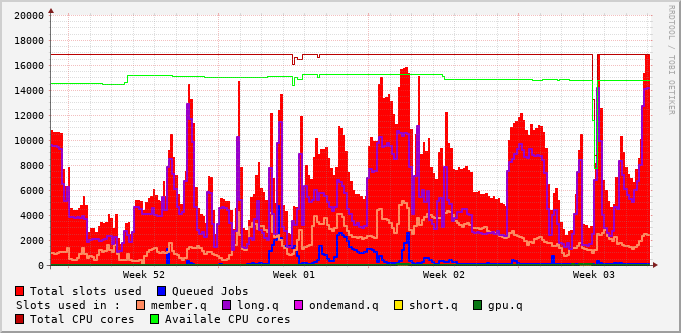 RRDTOOL / TOBI OETIKER
20000
18000
16000
14000
12000
10000
8000
6000
4000
2000
0
Week 52 Week 01 Week 02 Week 03
Total slots used Queued Jobs
Slots used in : member.q long.q ondemand.q short.q gpu.q
Total CPU cores Availale CPU cores